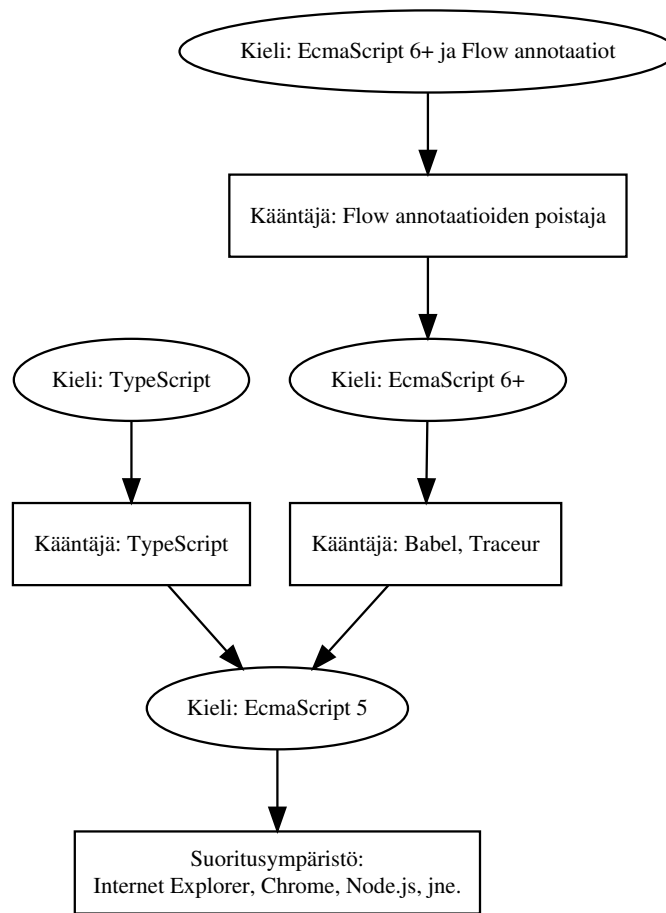 Kieli: EcmaScript 6+ ja Flow annotaatiot
Kääntäjä: Flow annotaatioiden poistaja
Kieli: TypeScript
Kieli: EcmaScript 6+
Kääntäjä: TypeScript
Kääntäjä: Babel, Traceur
Kieli: EcmaScript 5
Suoritusympäristö:
Internet Explorer, Chrome, Node.js, jne.